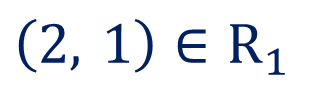 (2, 1) ∈ R₁